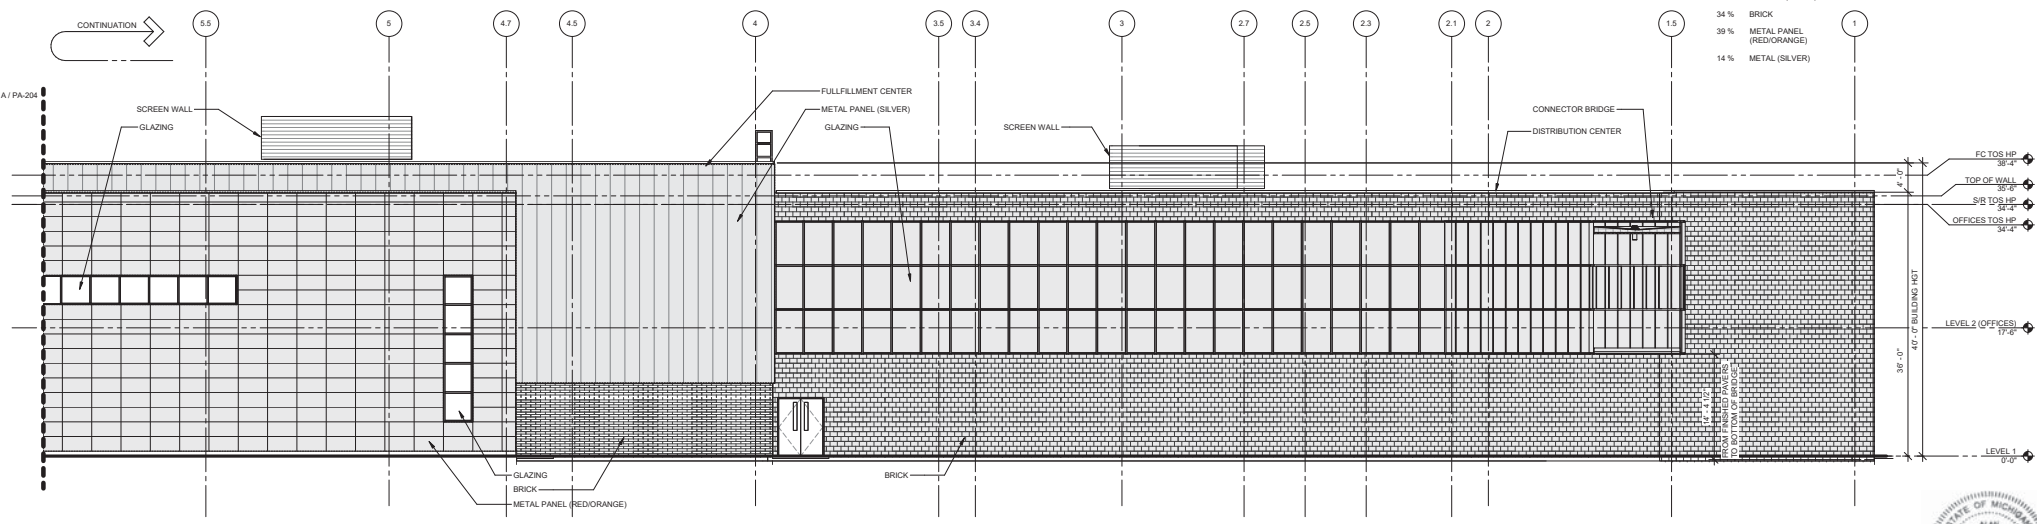 CONTINUATION
5.5
5
4.7
4.5
4
3.5
3.4
3
2.7
2.5
2.3
2.1
2
1.5
1
34 % BRICK
39 % METAL PANEL
(RED/ORANGE)
14 % METAL (SILVER)
A / PA-204
SCREEN WALL
GLAZING
FULLFILLMENT CENTER
METAL PANEL (SILVER)
GLAZING
SCREEN WALL
CONNECTOR BRIDGE
DISTRIBUTION CENTER
FC TOS HP
38'-4"
TOP OF WALL
35'-6"
S/R TOS HP
34'-4"
OFFICES TOS HP
34'-4"
4' - 0"
40' - 0" BUILDING HGT
36' - 0"
LEVEL 2 (OFFICES)
17'-6"
14' - 4 1/2"
FROM FINISHED PAVERS
TO BOTTOM OF BRIDGE
LEVEL 1
0'-0"
GLAZING
BRICK
METAL PANEL (RED/ORANGE)
BRICK
STATE OF MICHIGAN